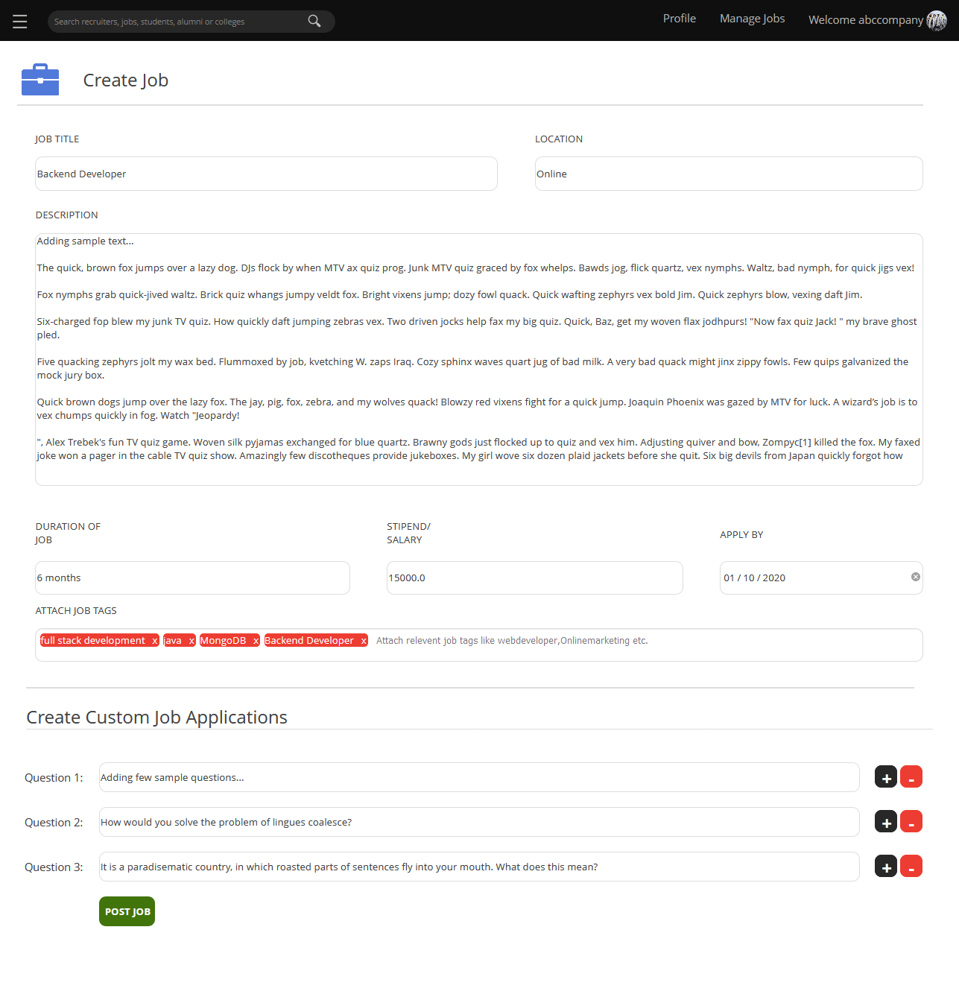 ☰ Search recruiters, jobs, students, alumni or colleges Profile Manage Jobs Welcome abccompany
Create Job
JOB TITLE LOCATION
Backend Developer Online
DESCRIPTION
Adding sample text...
The quick, brown fox jumps over a lazy dog. DJs flock by when MTV ax quiz prog. Junk MTV quiz graced by fox whelps. Bawds jog, flick quartz, vex nymphs. Waltz, bad nymph, for quick jigs vex!
Fox nymphs grab quick-jived waltz. Brick quiz whangs jumpy veldt fox. Bright vixens jump; dozy fowl quack. Quick wafting zephyrs vex bold Jim. Quick zephyrs blow, vexing daft Jim.
Six-charged fop blew my junk TV quiz. How quickly daft jumping zebras vex. Two driven jocks help fax my big quiz. Quick, Baz, get my woven flax jodhpurs! "Now fax quiz Jack! " my brave ghost
pled.
Five quacking zephyrs jolt my wax bed. Flummoxed by job, kvetching W. zaps Iraq. Cozy sphinx waves quart jug of bad milk. A very bad quack might jinx zippy fowls. Few quips galvanized the
mock jury box.
Quick brown dogs jump over the lazy fox. The jay, pig, fox, zebra, and my wolves quack! Blowzy red vixens fight for a quick jump. Joaquin Phoenix was gazed by MTV for luck. A wizard’s job is to
vex chumps quickly in fog. Watch "Jeopardy!
", Alex Trebek's fun TV quiz game. Woven silk pyjamas exchanged for blue quartz. Brawny gods just flocked up to quiz and vex him. Adjusting quiver and bow, Zompyc[1] killed the fox. My faxed
joke won a pager in the cable TV quiz show. Amazingly few discotheques provide jukeboxes. My girl wove six dozen plaid jackets before she quit. Six big devils from Japan quickly forgot how
DURATION OF
JOB
STIPEND/
SALARY
APPLY BY
6 months 15000.0 01 / 10 / 2020
ATTACH JOB TAGS
full stack development x java x MongoDB x Backend Developer x Attach relevent job tags like webdeveloper,Onlinemarketing etc.
Create Custom Job Applications
Question 1: Adding few sample questions... + -
Question 2: How would you solve the problem of lingues coalesce? + -
Question 3: It is a paradisematic country, in which roasted parts of sentences fly into your mouth. What does this mean? + -
POST JOB